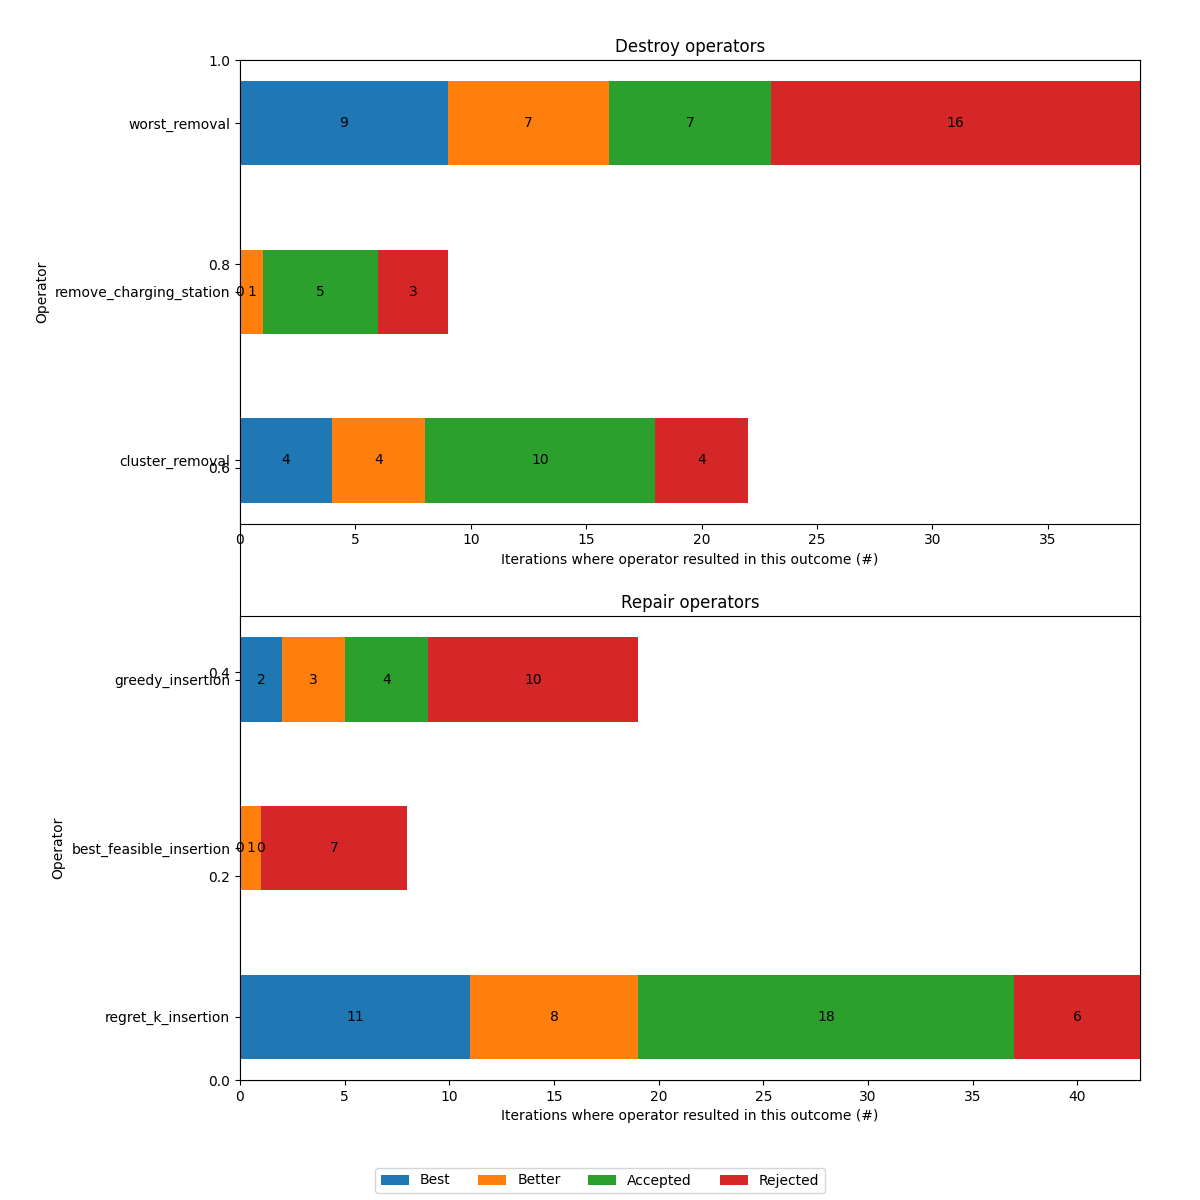 Destroy operators
1.0
worst_removal 9 7 7 16
0.8
remove_charging_station 0 1 5 3
Operator
cluster_removal 4 4 10 4
0.6
0 5 10 15 20 25 30 35
Iterations where operator resulted in this outcome (#)
Repair operators
0.4
greedy_insertion 2 3 4 10
best_feasible_insertion 0 1 0 7
Operator
0.2
regret_k_insertion 11 8 18 6
0.0
0 5 10 15 20 25 30 35 40
Iterations where operator resulted in this outcome (#)
Best Better Accepted Rejected